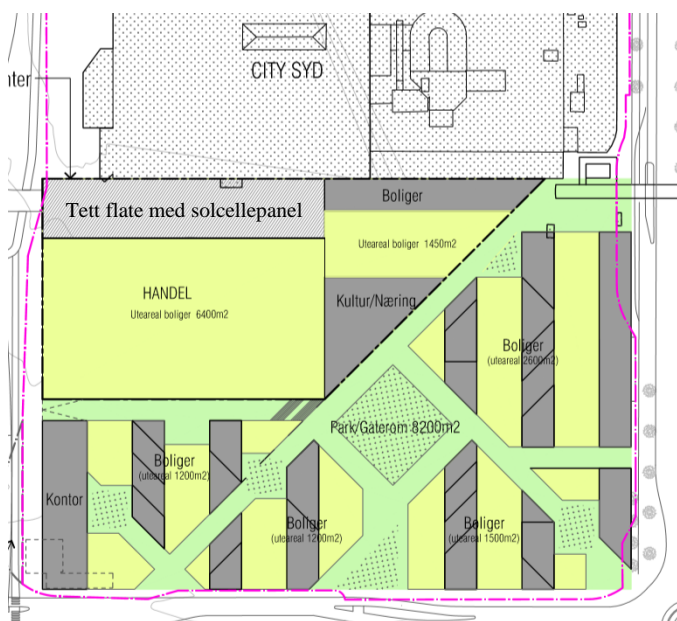 CITY SYD
nter
Tett flate med solcellepanel
Boliger
Uteareal boliger 1450m2
HANDEL
Uteareal boliger 6400m2
Kultur/Næring
Boliger
(uteareal 2600m2)
Park/Gaterom 8200m2
Boliger
(uteareal 1200m2)
Kontor
Boliger
(uteareal 1200m2)
Boliger
(uteareal 1500m2)